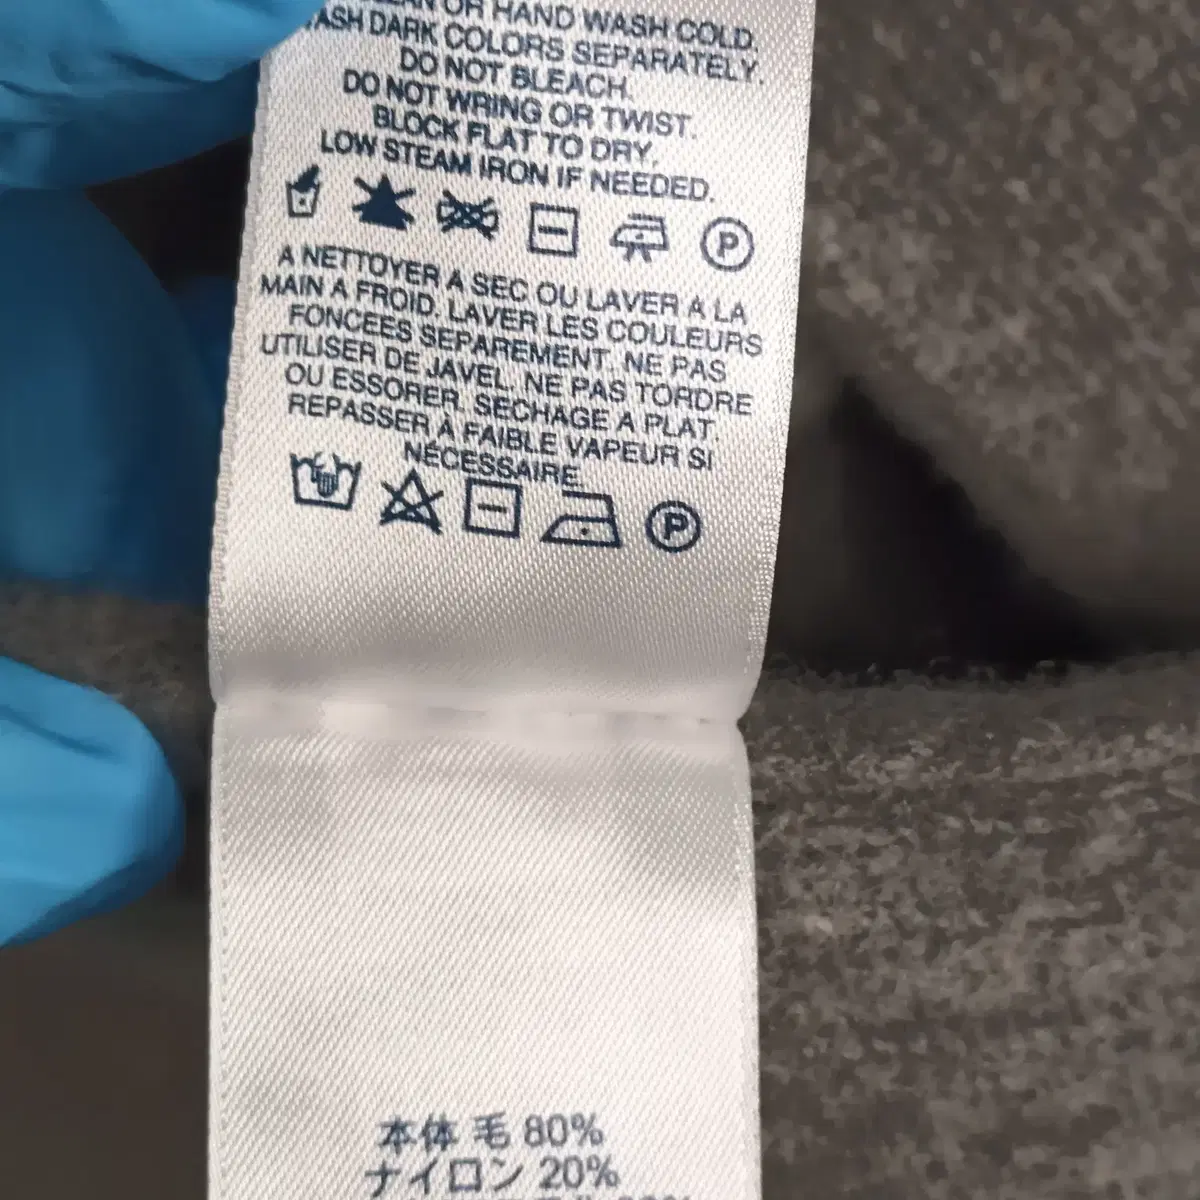 OR HAND WASH COLD.
DARK COLORS SEPARATELY.
DO NOT BLEACH.
DO NOT WRING OR TWIST.
BLOCK FLAT TO DRY.
LOW STEAM IRON IF NEEDED.
P
A NETTOYER A SEC OU LAVER A LA
MAIN A FROID. LAVER LES COULEURS
FONCEES SEPAREMENT. NE PAS
UTILISER DE JAVEL. NE PAS TORDRE
OU ESSORER. SECHAGE A PLAT.
REPASSER À FAIBLE VAPEUR SI
NÉCESSAIRE.
P
本体 毛 80%
ナイロン 20%